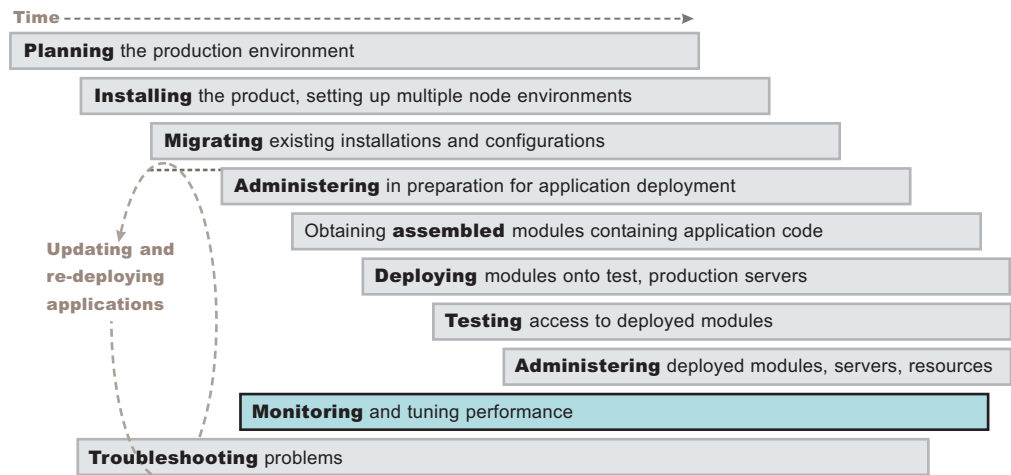 Time
Planning the production environment
Installing the product, setting up multiple node environments
Migrating existing installations and configurations
Administering in preparation for application deployment
Obtaining assembled modules containing application code
Updating and
re-deploying
applications
Deploying modules onto test, production servers
Testing access to deployed modules
Administering deployed modules, servers, resources
Monitoring and tuning performance
Troubleshooting problems